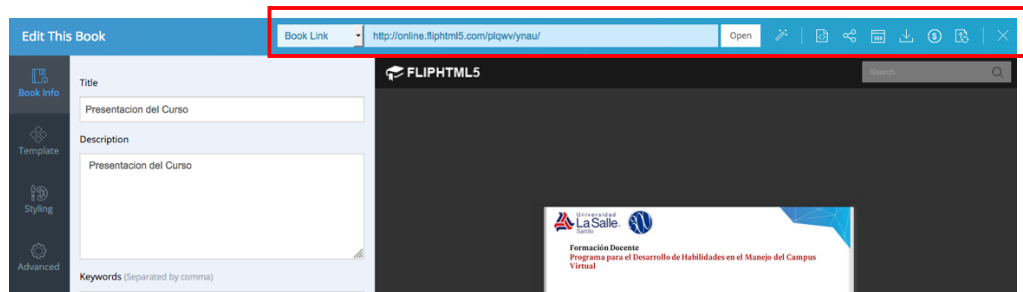 Edit This Book
Book Link
http://online.fliphtml5.com/plqwv/ynau/
Open
Book Info
Template
Styling
Advanced
Title
Presentacion del Curso
Description
Presentacion del Curso
Keywords (Separated by comma)
FLIPHTML5
Search
Universidad
LaSalle.
Saltillo
Formación Docente
Programa para el Desarrollo de Habilidades en el Manejo del Campus
Virtual